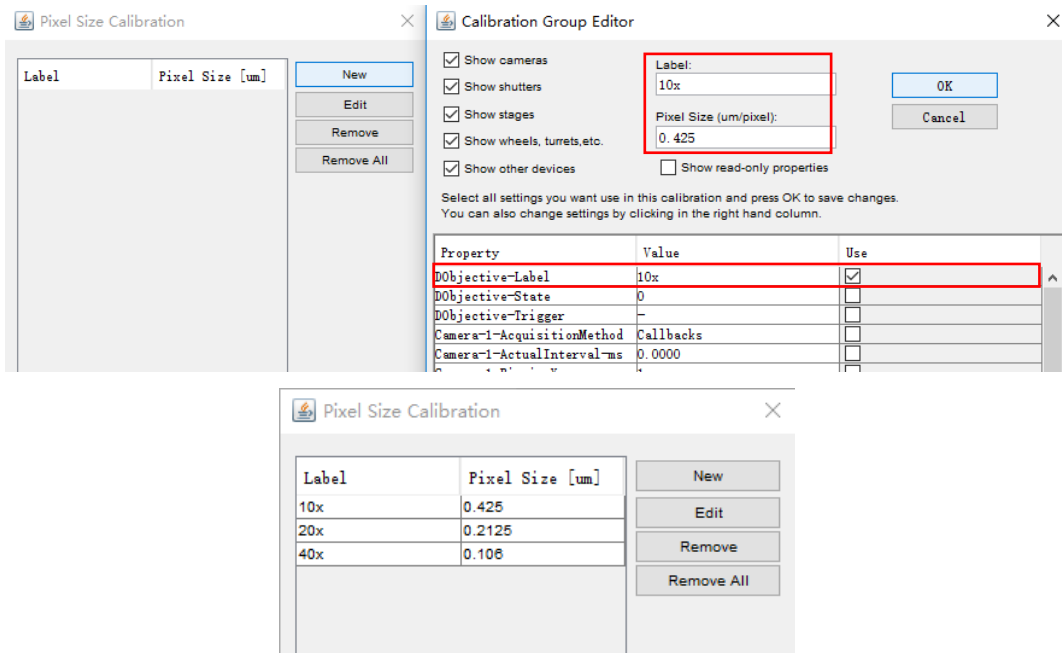 Pixel Size Calibration
Label Pixel Size [um]
New
Edit
Remove
Remove All
Calibration Group Editor
Show cameras
Show shutters
Show stages
Show wheels, turrets,etc.
Show other devices
Label:
10x
Pixel Size (um/pixel):
0.425
Show read-only properties
OK
Cancel
Select all settings you want use in this calibration and press OK to save changes.
You can also change settings by clicking in the right hand column.
Property Value Use
DObjective-Label 10x
DObjective-State 0
DObjective-Trigger -
Camera-1-AcquisitionMethod Callbacks
Camera-1-ActualInterval-ms 0.0000
Pixel Size Calibration
Label Pixel Size [um]
10x 0.425
20x 0.2125
40x 0.106
New
Edit
Remove
Remove All